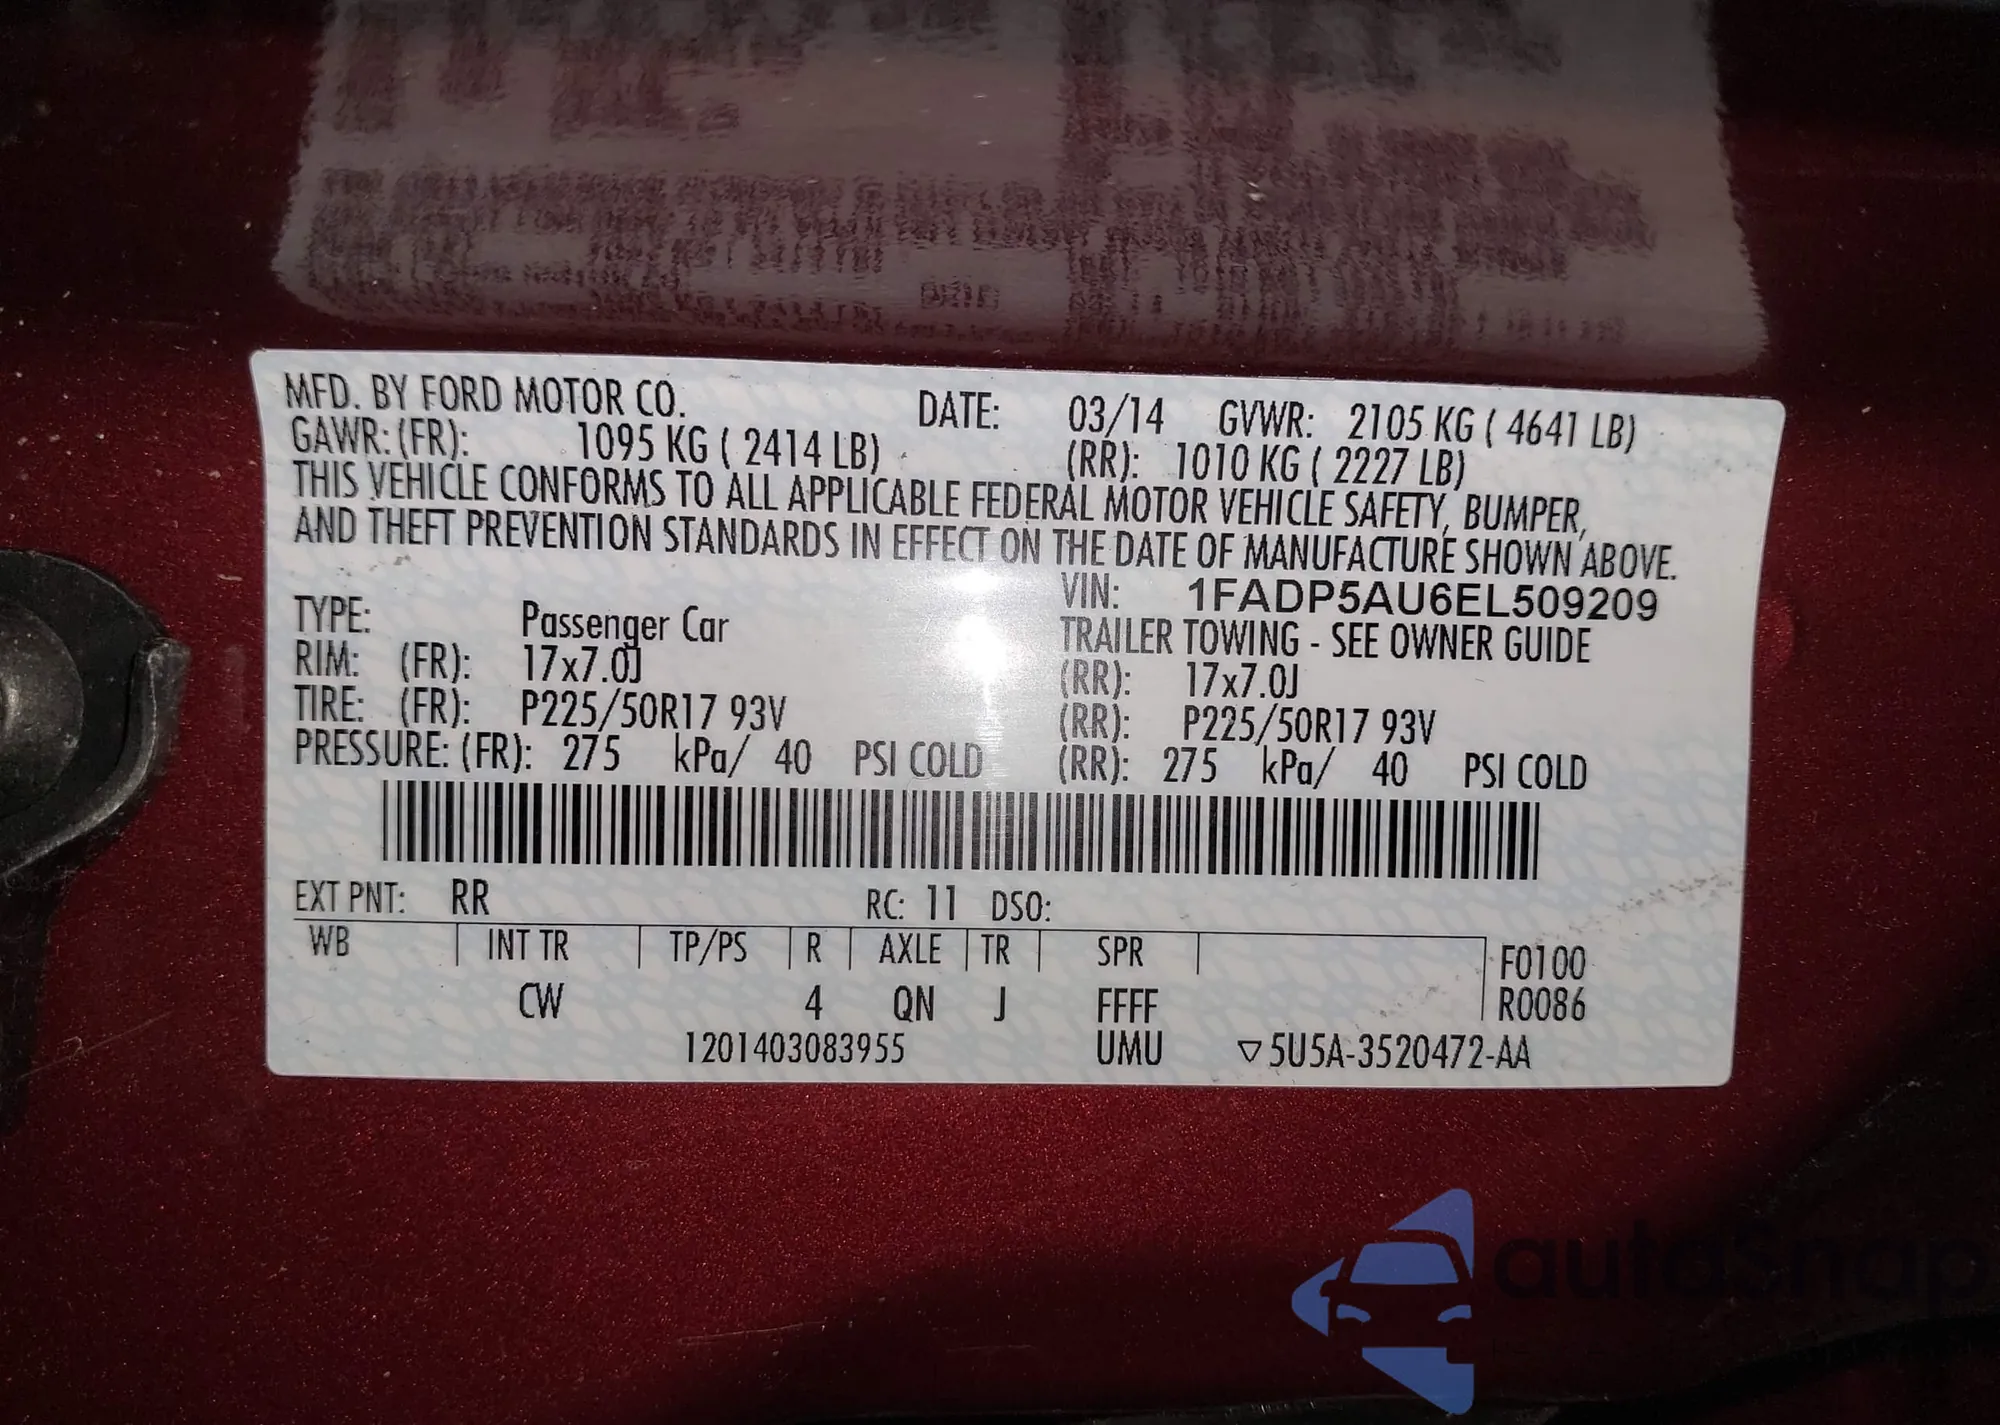 MFD. BY FORD MOTOR CO. DATE: 03/14 GVWR: 2105 KG ( 4641 LB)
GAWR: (FR): 1095 KG ( 2414 LB) (RR): 1010 KG ( 2227 LB)
THIS VEHICLE CONFORMS TO ALL APPLICABLE FEDERAL MOTOR VEHICLE SAFETY, BUMPER,
AND THEFT PREVENTION STANDARDS IN EFFECT ON THE DATE OF MANUFACTURE SHOWN ABOVE.
VIN: 1FADP5AU6EL509209
TYPE: Passenger Car TRAILER TOWING - SEE OWNER GUIDE
RIM: (FR): 17x7.0J (RR): 17x7.0J
TIRE: (FR): P225/50R17 93V (RR): P225/50R17 93V
PRESSURE: (FR): 275 kPa/ 40 PSI COLD (RR): 275 kPa/ 40 PSI COLD
EXT PNT: RR RC: 11 DSO:
WB INT TR TP/PS R AXLE TR SPR F0100
CW 4 QN J FFFF R0086
1201403083955 UMU ▽5U5A-3520472-AA
autosnap